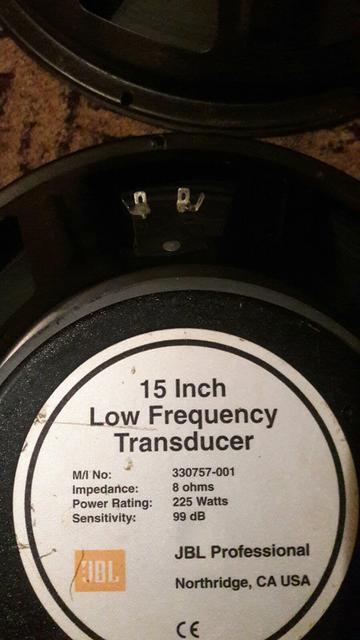 15 Inch
Low Frequency
Transducer
M/I No: 330757-001
Impedance: 8 ohms
Power Rating: 225 Watts
Sensitivity: 99 dB
JBL
JBL Professional
Northridge, CA USA
CE